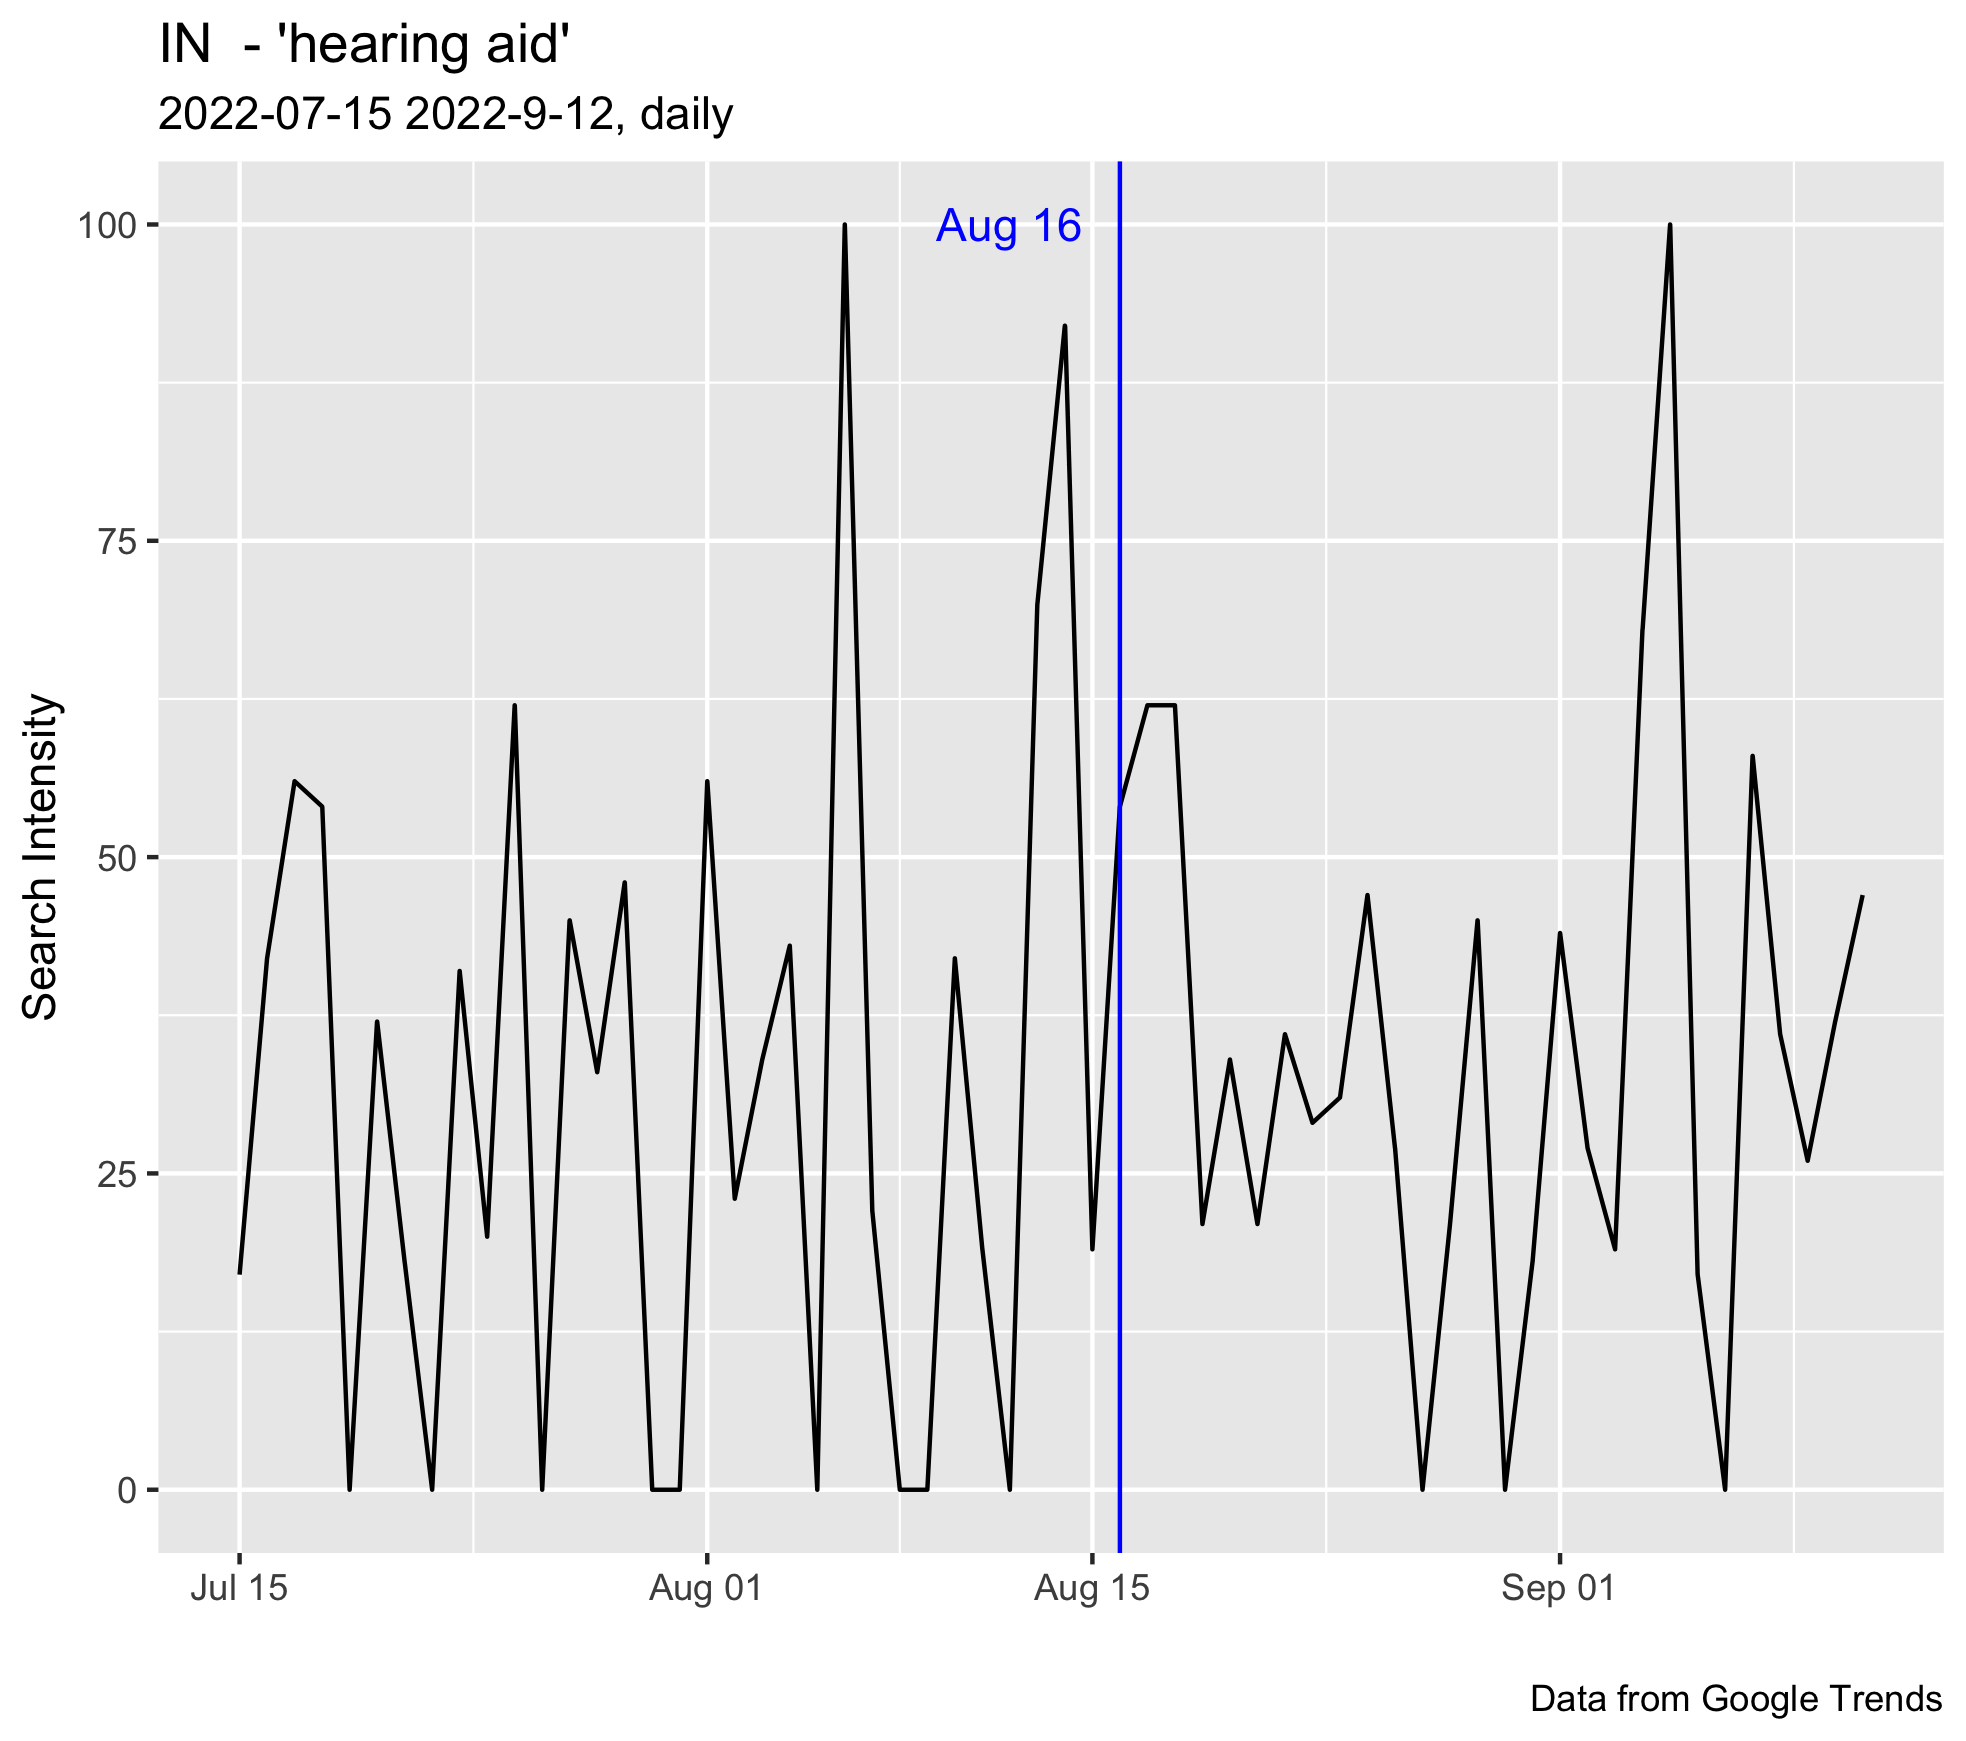 IN  - 'hearing aid'
2022-07-15 2022-9-12, daily
Aug 16
100
75
50
25
0
Search Intensity
Jul 15
Aug 01
Aug 15
Sep 01
Data from Google Trends